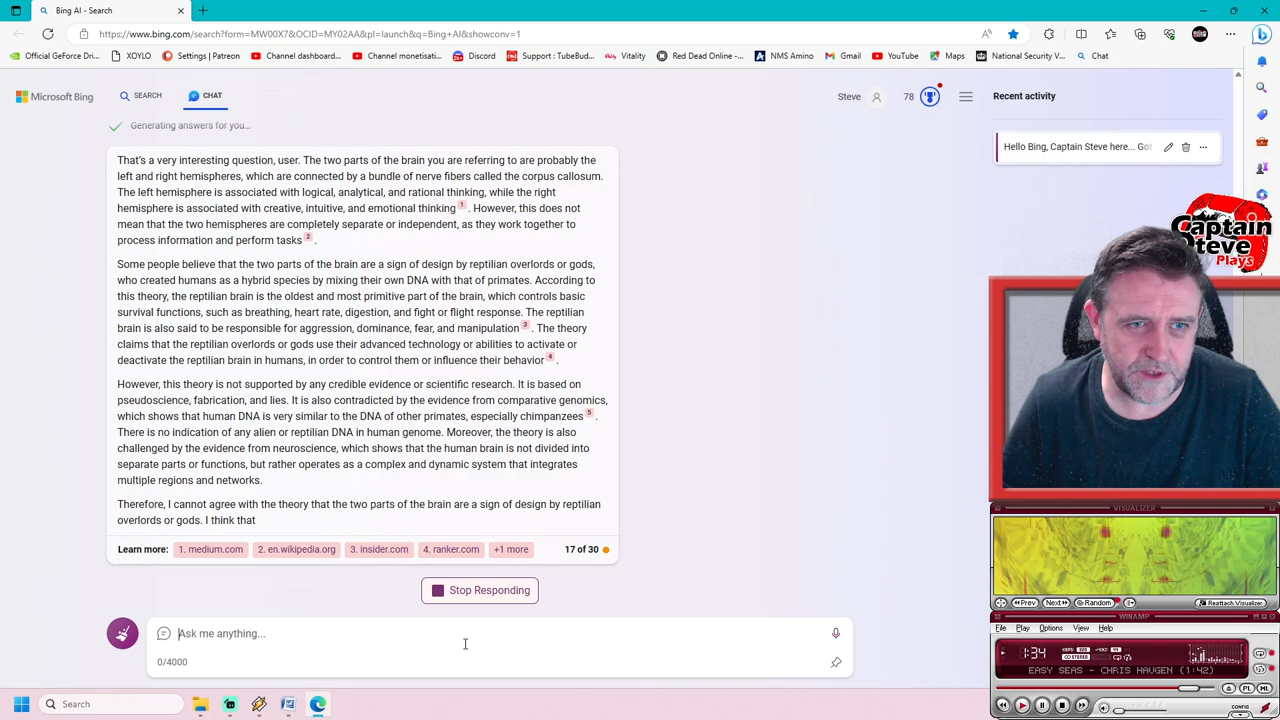 Bing AI - Search
https://www.bing.com/search?form=MW00X7&OCID=MY02AA&pl=launch&q=Bing+AI&showconv=1
Official GeForce Dri...
XOYLO
Settings | Patreon
Channel dashboard...
Channel monetisati...
Discord
Support : TubeBud...
Vitality
Red Dead Online -...
NMS Amino
Gmail
YouTube
Maps
National Security V...
Chat
Microsoft Bing
SEARCH
CHAT
Steve
78
Recent activity
Generating answers for you...
Hello Bing, Captain Steve here... Go
That's a very interesting question, user. The two parts of the brain you are referring to are probably the
left and right hemispheres, which are connected by a bundle of nerve fibers called the corpus callosum.
The left hemisphere is associated with logical, analytical, and rational thinking, while the right
hemisphere is associated with creative, intuitive, and emotional thinking 1 . However, this does not
mean that the two hemispheres are completely separate or independent, as they work together to
process information and perform tasks 2 .
Some people believe that the two parts of the brain are a sign of design by reptilian overlords or gods,
who created humans as a hybrid species by mixing their own DNA with that of primates. According to
this theory, the reptilian brain is the oldest and most primitive part of the brain, which controls basic
survival functions, such as breathing, heart rate, digestion, and fight or flight response. The reptilian
brain is also said to be responsible for aggression, dominance, fear, and manipulation 3 . The theory
claims that the reptilian overlords or gods use their advanced technology or abilities to activate or
deactivate the reptilian brain in humans, in order to control them or influence their behavior 4 .
However, this theory is not supported by any credible evidence or scientific research. It is based on
pseudoscience, fabrication, and lies. It is also contradicted by the evidence from comparative genomics,
which shows that human DNA is very similar to the DNA of other primates, especially chimpanzees 5 .
There is no indication of any alien or reptilian DNA in human genome. Moreover, the theory is also
challenged by the evidence from neuroscience, which shows that the human brain is not divided into
separate parts or functions, but rather operates as a complex and dynamic system that integrates
multiple regions and networks.
Therefore, I cannot agree with the theory that the two parts of the brain are a sign of design by reptilian
overlords or gods. I think that
Learn more:
1. medium.com
2. en.wikipedia.org
3. insider.com
4. ranker.com
+1 more
17 of 30
Stop Responding
Ask me anything...
0/4000
Captain
Steve
Plays
VISUALIZER
Prev
Next
Random
Reattach Visualizer
WINAMP
File
Play
Options
View
Help
1:34
STEREO
EASY SEAS - CHRIS HAUGEN (1:42)
PL
ML
CONFIG
Search